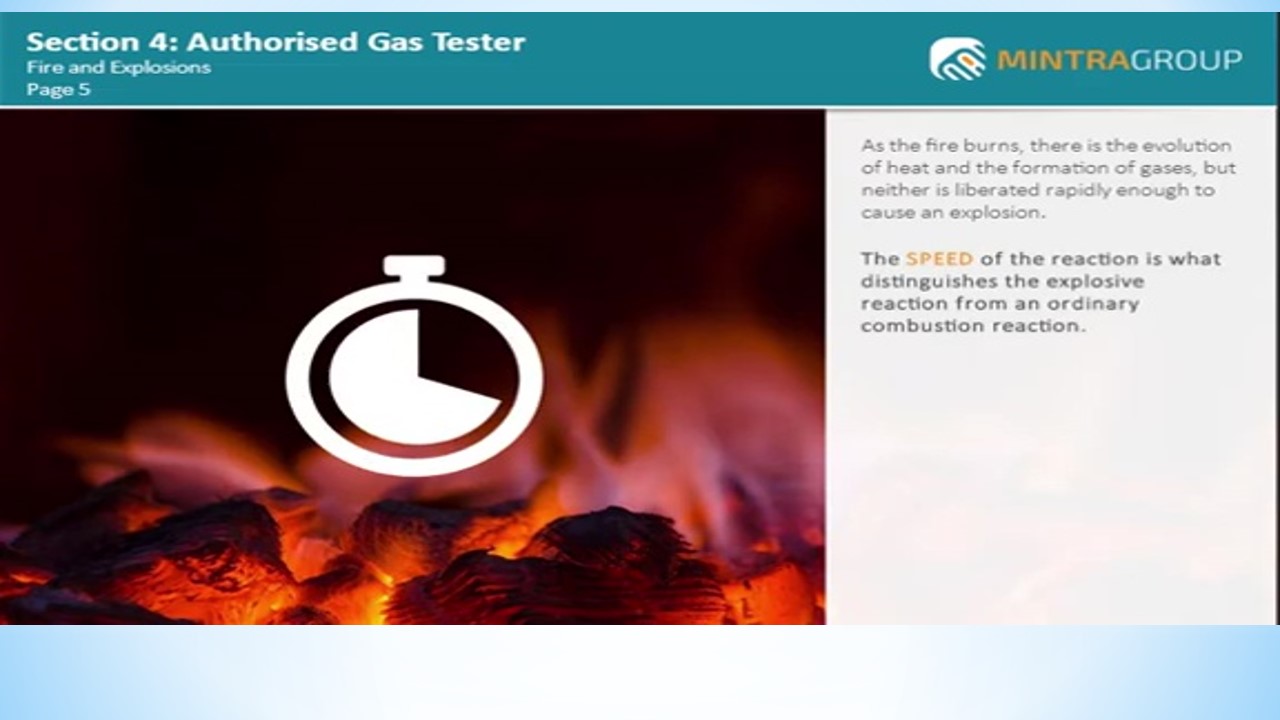 Section 4: Authorised Gas Tester
Fire and Explosions
Page 5
MINTRAGROUP
As the fire burns, there is the evolution
of heat and the formation of gases, but
neither is liberated rapidly enough to
cause an explosion.
The SPEED of the reaction is what
distinguishes the explosive
reaction from an ordinary
combustion reaction.